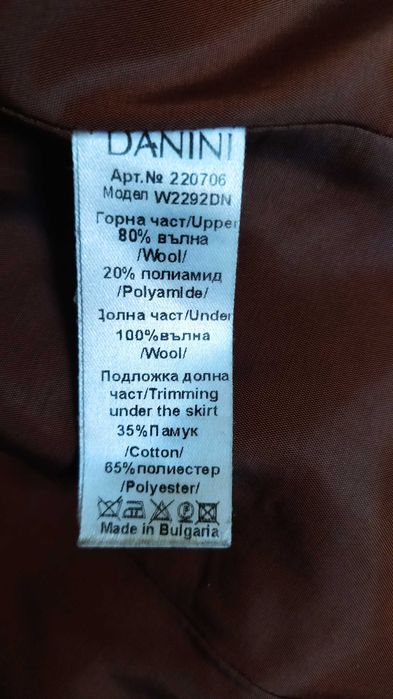 DANINI
Арт.№ 220706
Модел W2292DN
Горна част/Upper
80% вълна
/Wool/
20% полиамид
/Polyamide/
Долна част/Under
100%вълна
/Wool/
Подложка долна
част/Trimming
under the skirt
35%Памук
/Cotton/
65%полиестер
/Polyester/
Made in Bulgaria